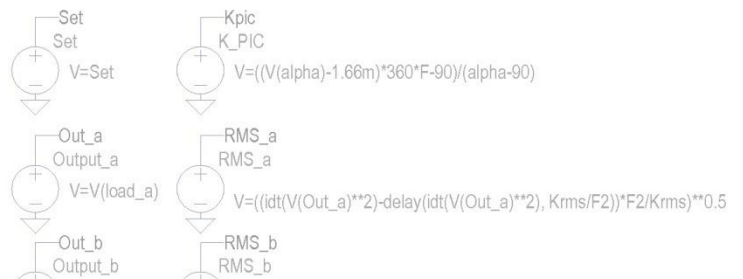 Set
Kpic
Set
K_PIC
V=Set
V=((V(alpha)-1.66m)*360*F-90)/(alpha-90)
Out_a
RMS_a
Output_a
RMS_a
V=V(load_a)
V=((idt(V(Out_a)**2)-delay(idt(V(Out_a)**2), Krms/F2))*F2/Krms)**0.5
Out_b
RMS_b
Output_b
RMS_b